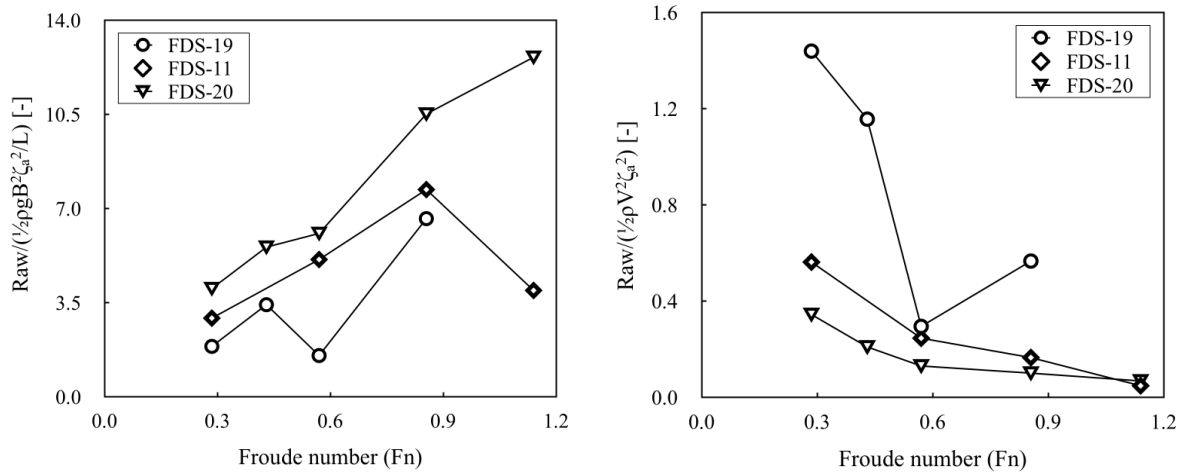 14.0
10.5
7.0
3.5
0.0
0.0 0.3 0.6 0.9 1.2
Raw/(½ρgB²ζₐ²/L) [-]
Froude number (Fn)
FDS-19
FDS-11
FDS-20
1.6
1.2
0.8
0.4
0.0
0.0 0.3 0.6 0.9 1.2
Raw/(½ρV²ζₐ²) [-]
Froude number (Fn)
FDS-19
FDS-11
FDS-20